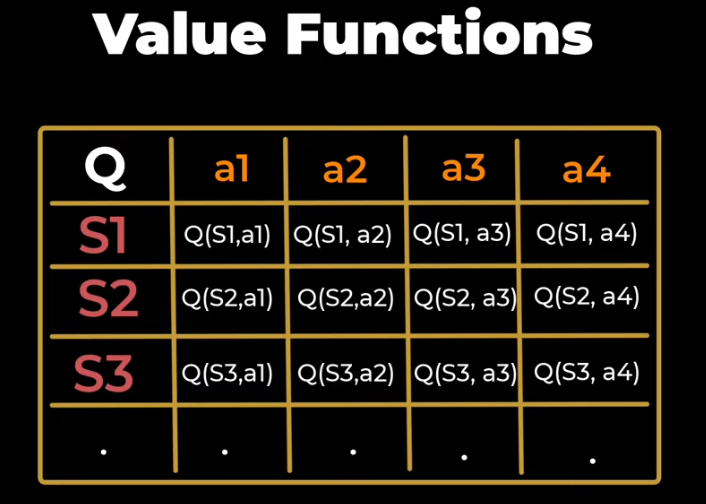 Value Functions
Q a1 a2 a3 a4
S1 Q(S1,a1) Q(S1, a2) Q(S1, a3) Q(S1, a4)
S2 Q(S2,a1) Q(S2,a2) Q(S2, a3) Q(S2, a4)
S3 Q(S3,a1) Q(S3,a2) Q(S3, a3) Q(S3, a4)
. . . . .